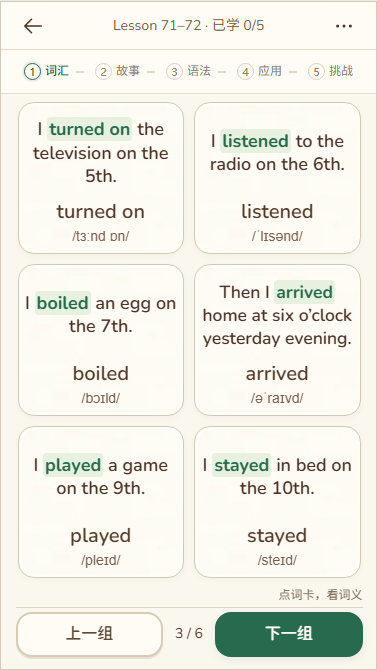 Lesson 71–72 · 已学 0/5
1 词汇 – 2 故事 – 3 语法 – 4 应用 – 5 挑战
I turned on the
television on the
5th.
turned on
/tɜːnd ɒn/
I listened to the
radio on the 6th.
listened
/ˈlɪsənd/
I boiled an egg on
the 7th.
boiled
/bɔɪld/
Then I arrived
home at six o’clock
yesterday evening.
arrived
/əˈraɪvd/
I played a game
on the 9th.
played
/pleɪd/
I stayed in bed on
the 10th.
stayed
/steɪd/
点词卡，看词义
上一组 3 / 6 下一组